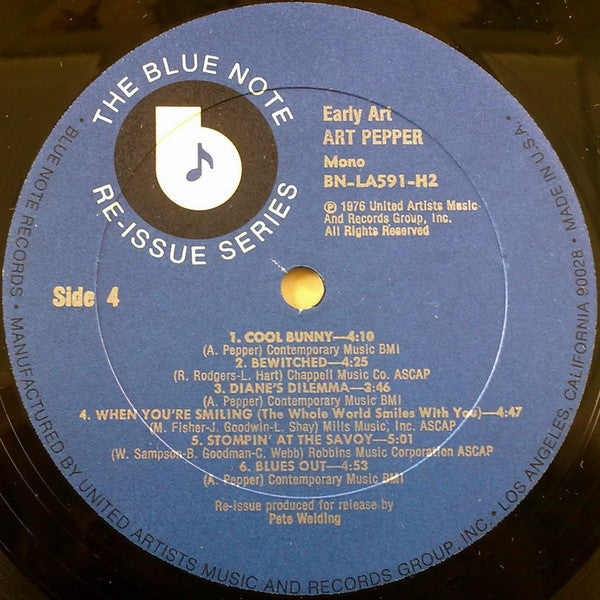 THE BLUE NOTE
RE-ISSUE SERIES
b
Early Art
ART PEPPER
Mono
BN-LA591-H2
Ⓟ 1976 United Artists Music
And Records Group, Inc.
All Rights Reserved
Side 4
1. COOL BUNNY—4:10
(A. Pepper) Contemporary Music BMI
2. BEWITCHED—4:25
(R. Rodgers-L. Hart) Chappell Music Co. ASCAP
3. DIANE'S DILEMMA—3:46
(A. Pepper) Contemporary Music BMI
4. WHEN YOU'RE SMILING (The Whole World Smiles With You)—4:47
(M. Fisher-J. Goodwin-L. Shay) Mills Music, Inc. ASCAP
5. STOMPIN' AT THE SAVOY—5:01
(W. Sampson-B. Goodman-C. Webb) Robbins Music Corporation ASCAP
6. BLUES OUT—4:53
(A. Pepper) Contemporary Music BMI
Re-issue produced for release by
Pete Welding
• BLUE NOTE RECORDS • MANUFACTURED BY UNITED ARTISTS MUSIC AND RECORDS GROUP, INC. • LOS ANGELES, CALIFORNIA 90028 • MADE IN U.S.A. •